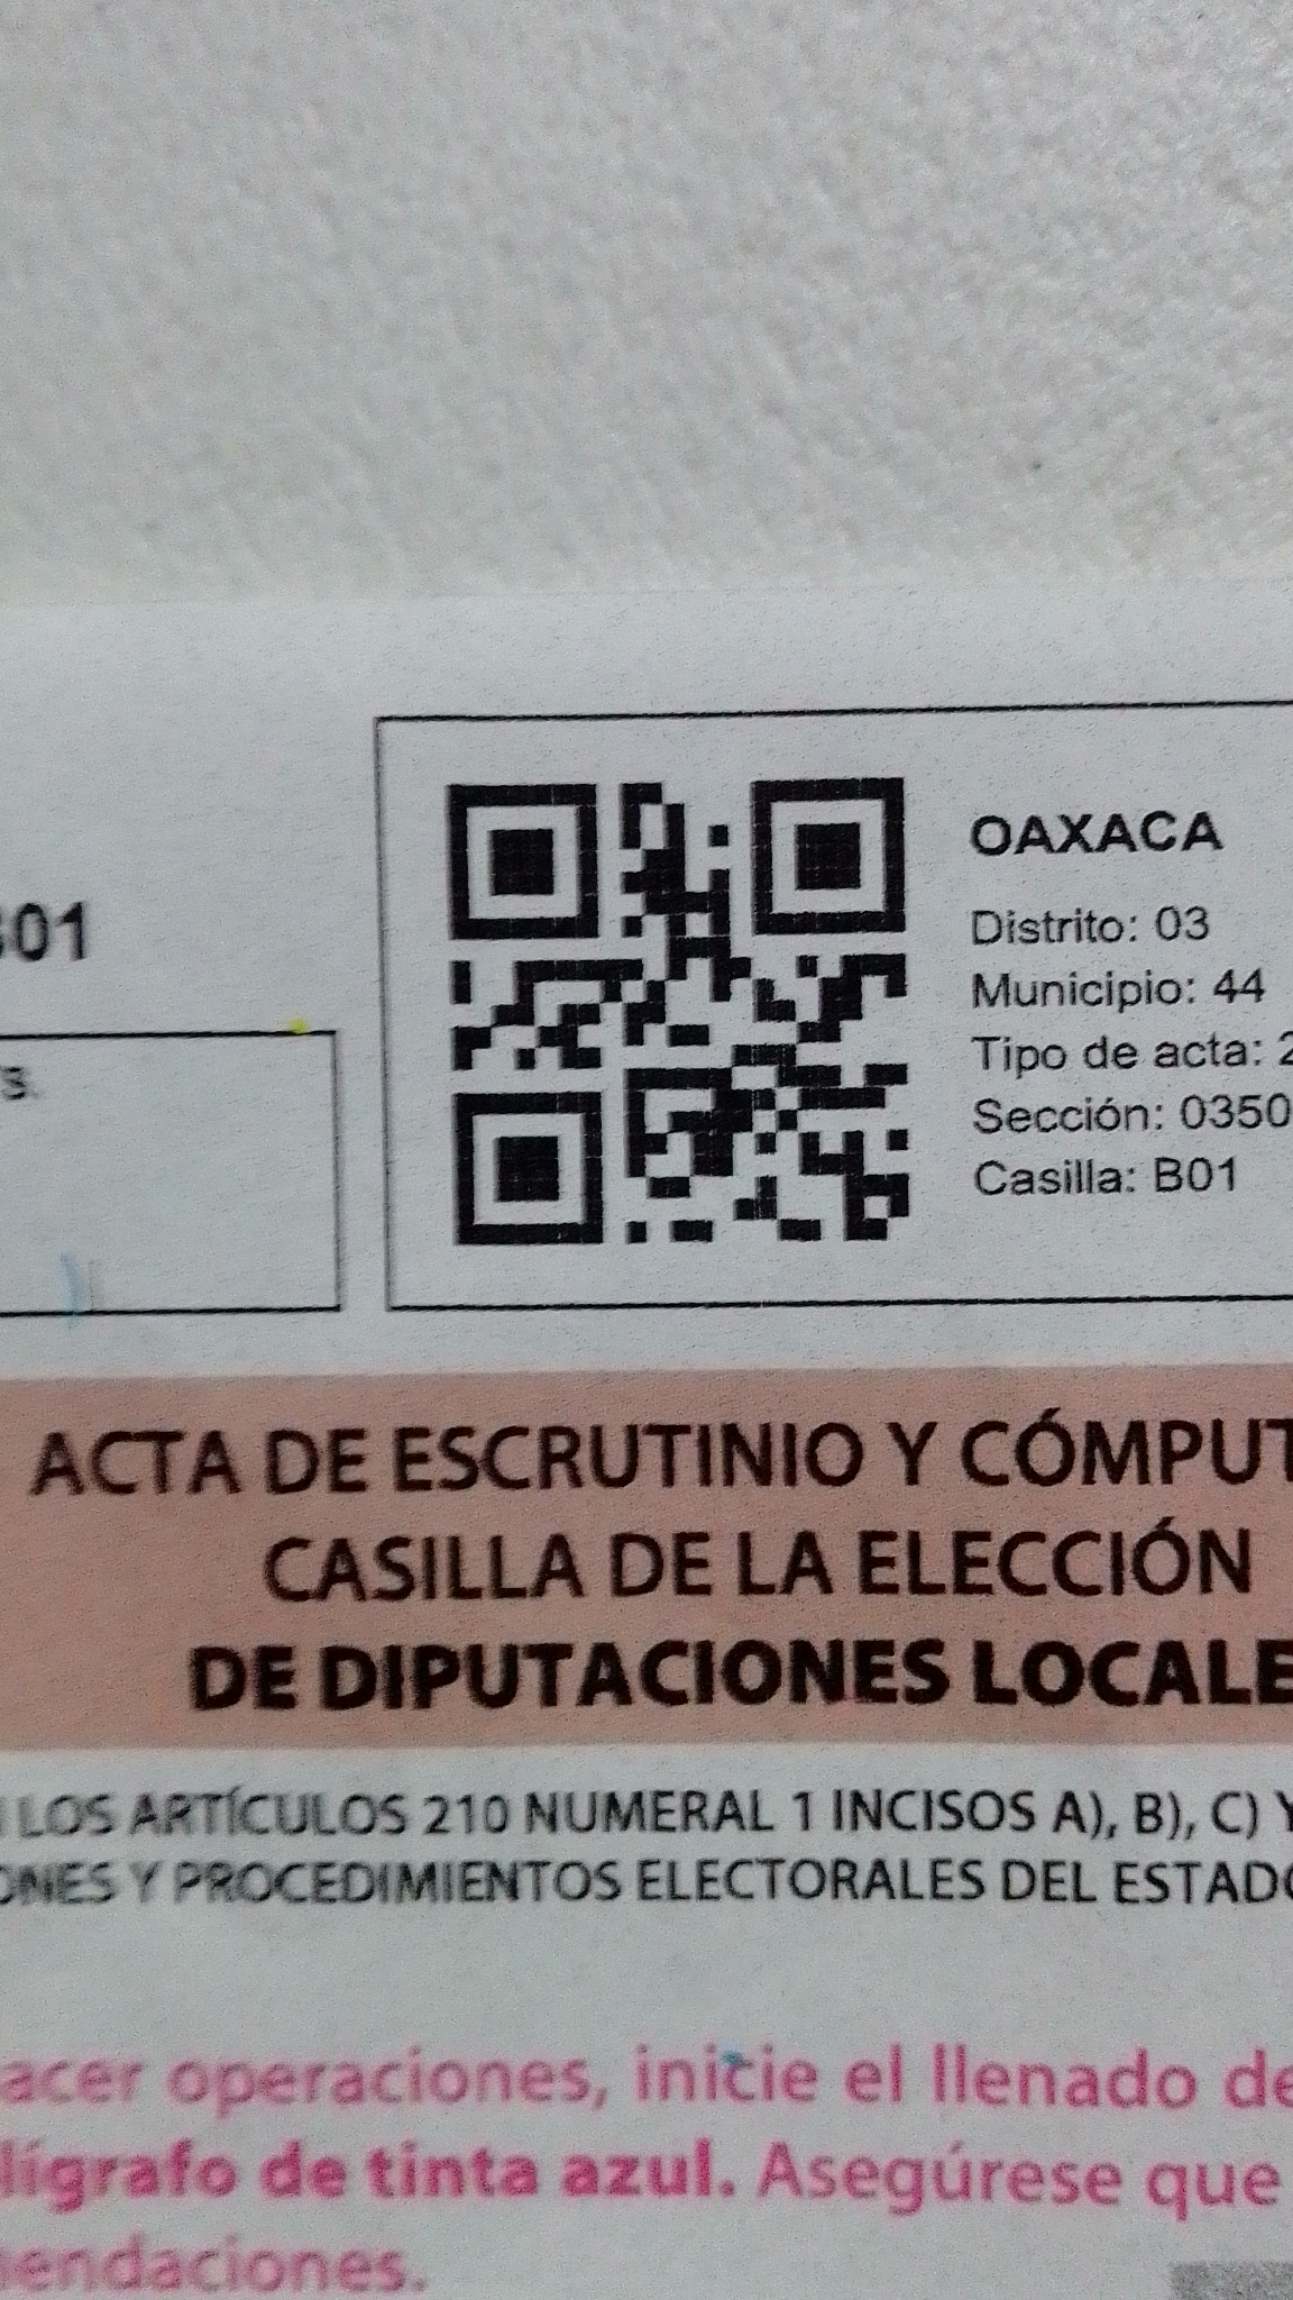 OAXACA
Distrito: 03
Municipio: 44
Tipo de acta: 2
Sección: 0350
Casilla: B01
01
s.
ACTA DE ESCRUTINIO Y CÓMPUT
CASILLA DE LA ELECCIÓN
DE DIPUTACIONES LOCALE
LOS ARTÍCULOS 210 NUMERAL 1 INCISOS A), B), C) Y
ONES Y PROCEDIMIENTOS ELECTORALES DEL ESTADO
acer operaciones, inicie el llenado de
lígrafo de tinta azul. Asegúrese que
endaciones.